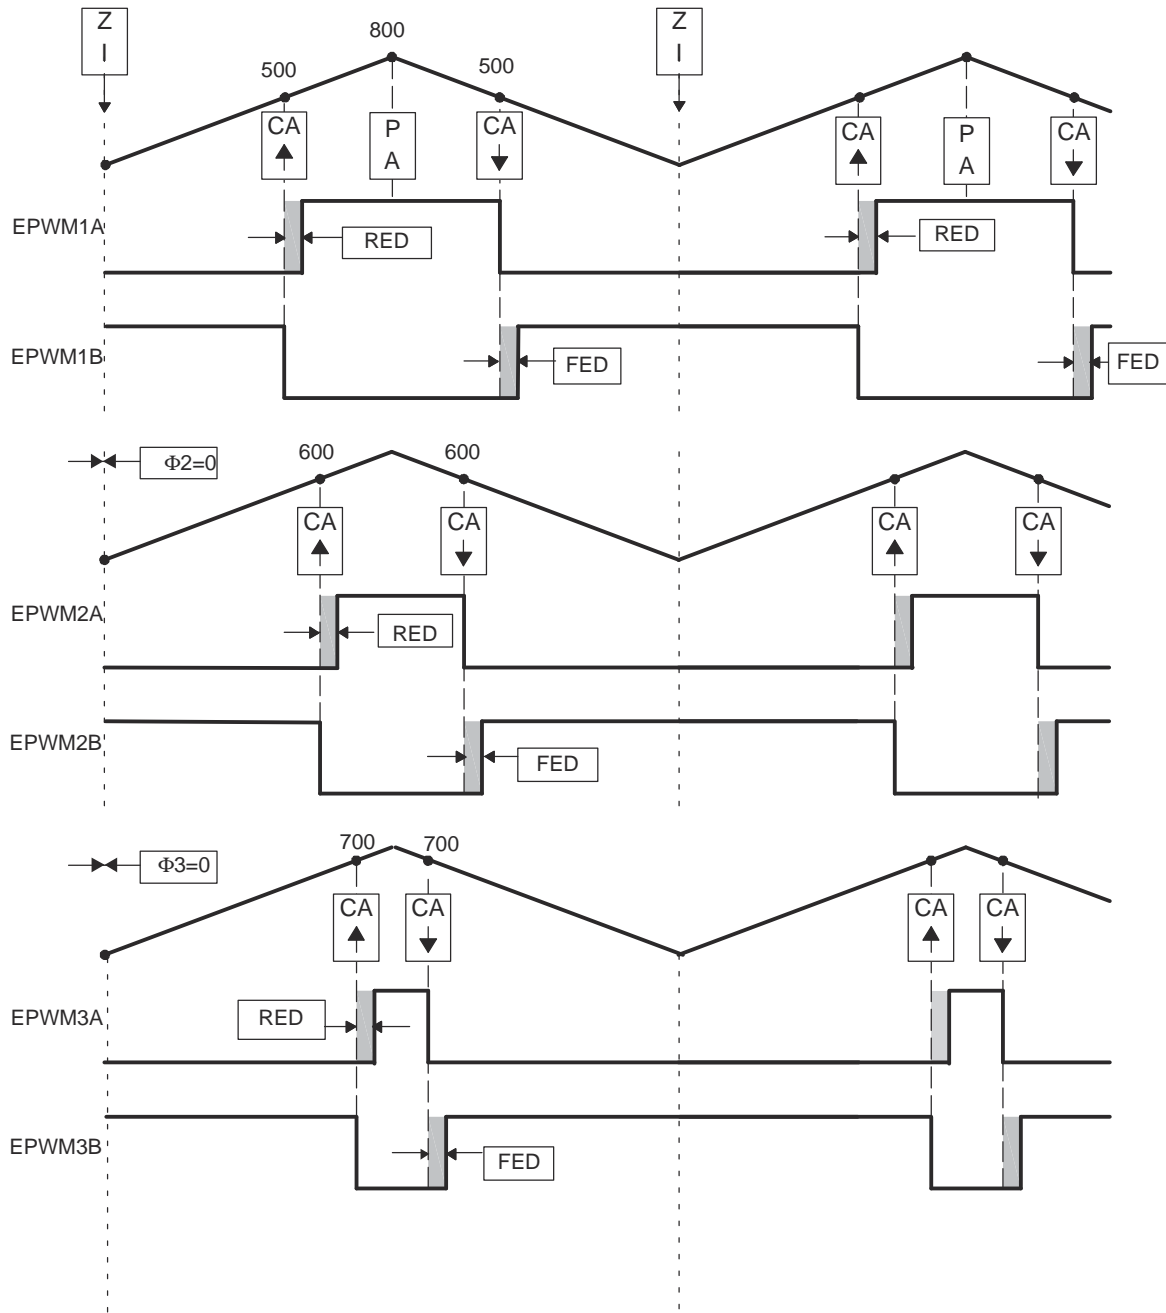 Z
I
Z
I
800
500
500
CA
P
A
CA
CA
P
A
CA
EPWM1A
RED
RED
EPWM1B
FED
FED
Φ2=0
600
600
CA
CA
CA
CA
EPWM2A
RED
EPWM2B
FED
Φ3=0
700
700
CA
CA
CA
CA
EPWM3A
RED
EPWM3B
FED